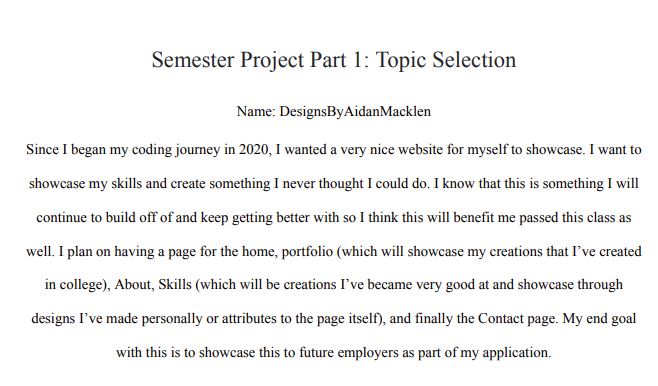 Semester Project Part 1: Topic Selection
Name: DesignsByAidanMacklen
Since I began my coding journey in 2020, I wanted a very nice website for myself to showcase. I want to
showcase my skills and create something I never thought I could do. I know that this is something I will
continue to build off of and keep getting better with so I think this will benefit me passed this class as
well. I plan on having a page for the home, portfolio (which will showcase my creations that I’ve created
in college), About, Skills (which will be creations I’ve became very good at and showcase through
designs I’ve made personally or attributes to the page itself), and finally the Contact page. My end goal
with this is to showcase this to future employers as part of my application.